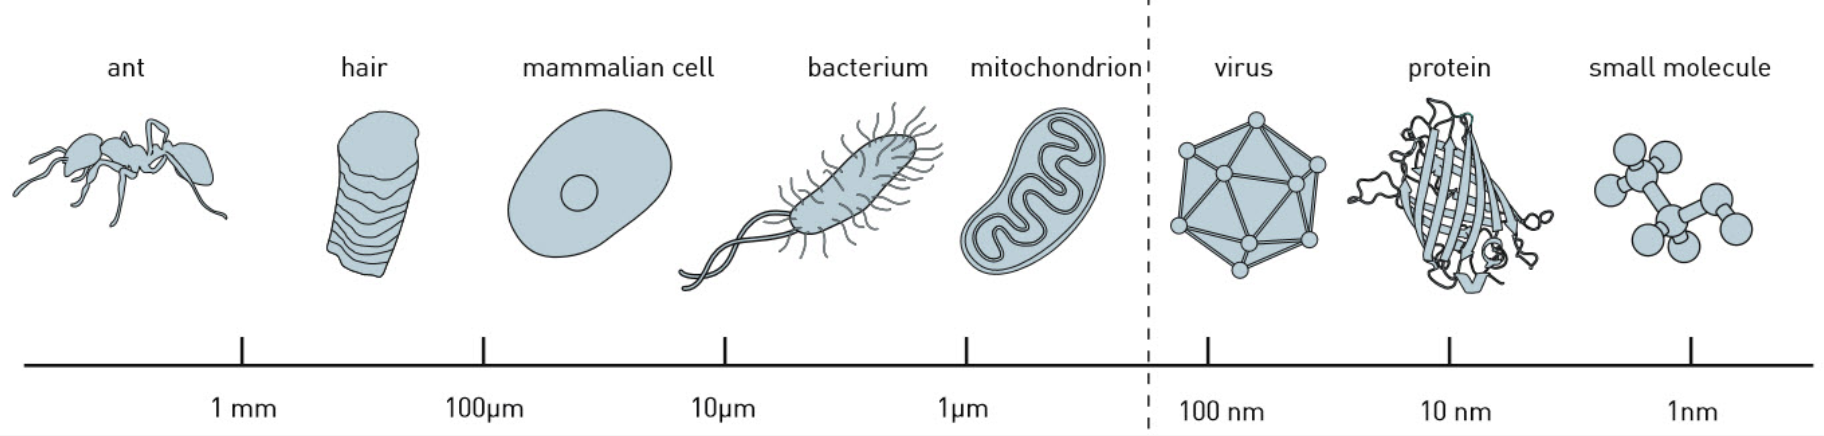 ant hair mammalian cell bacterium mitochondrion virus protein small molecule
1 mm 100µm 10µm 1µm 100 nm 10 nm 1nm